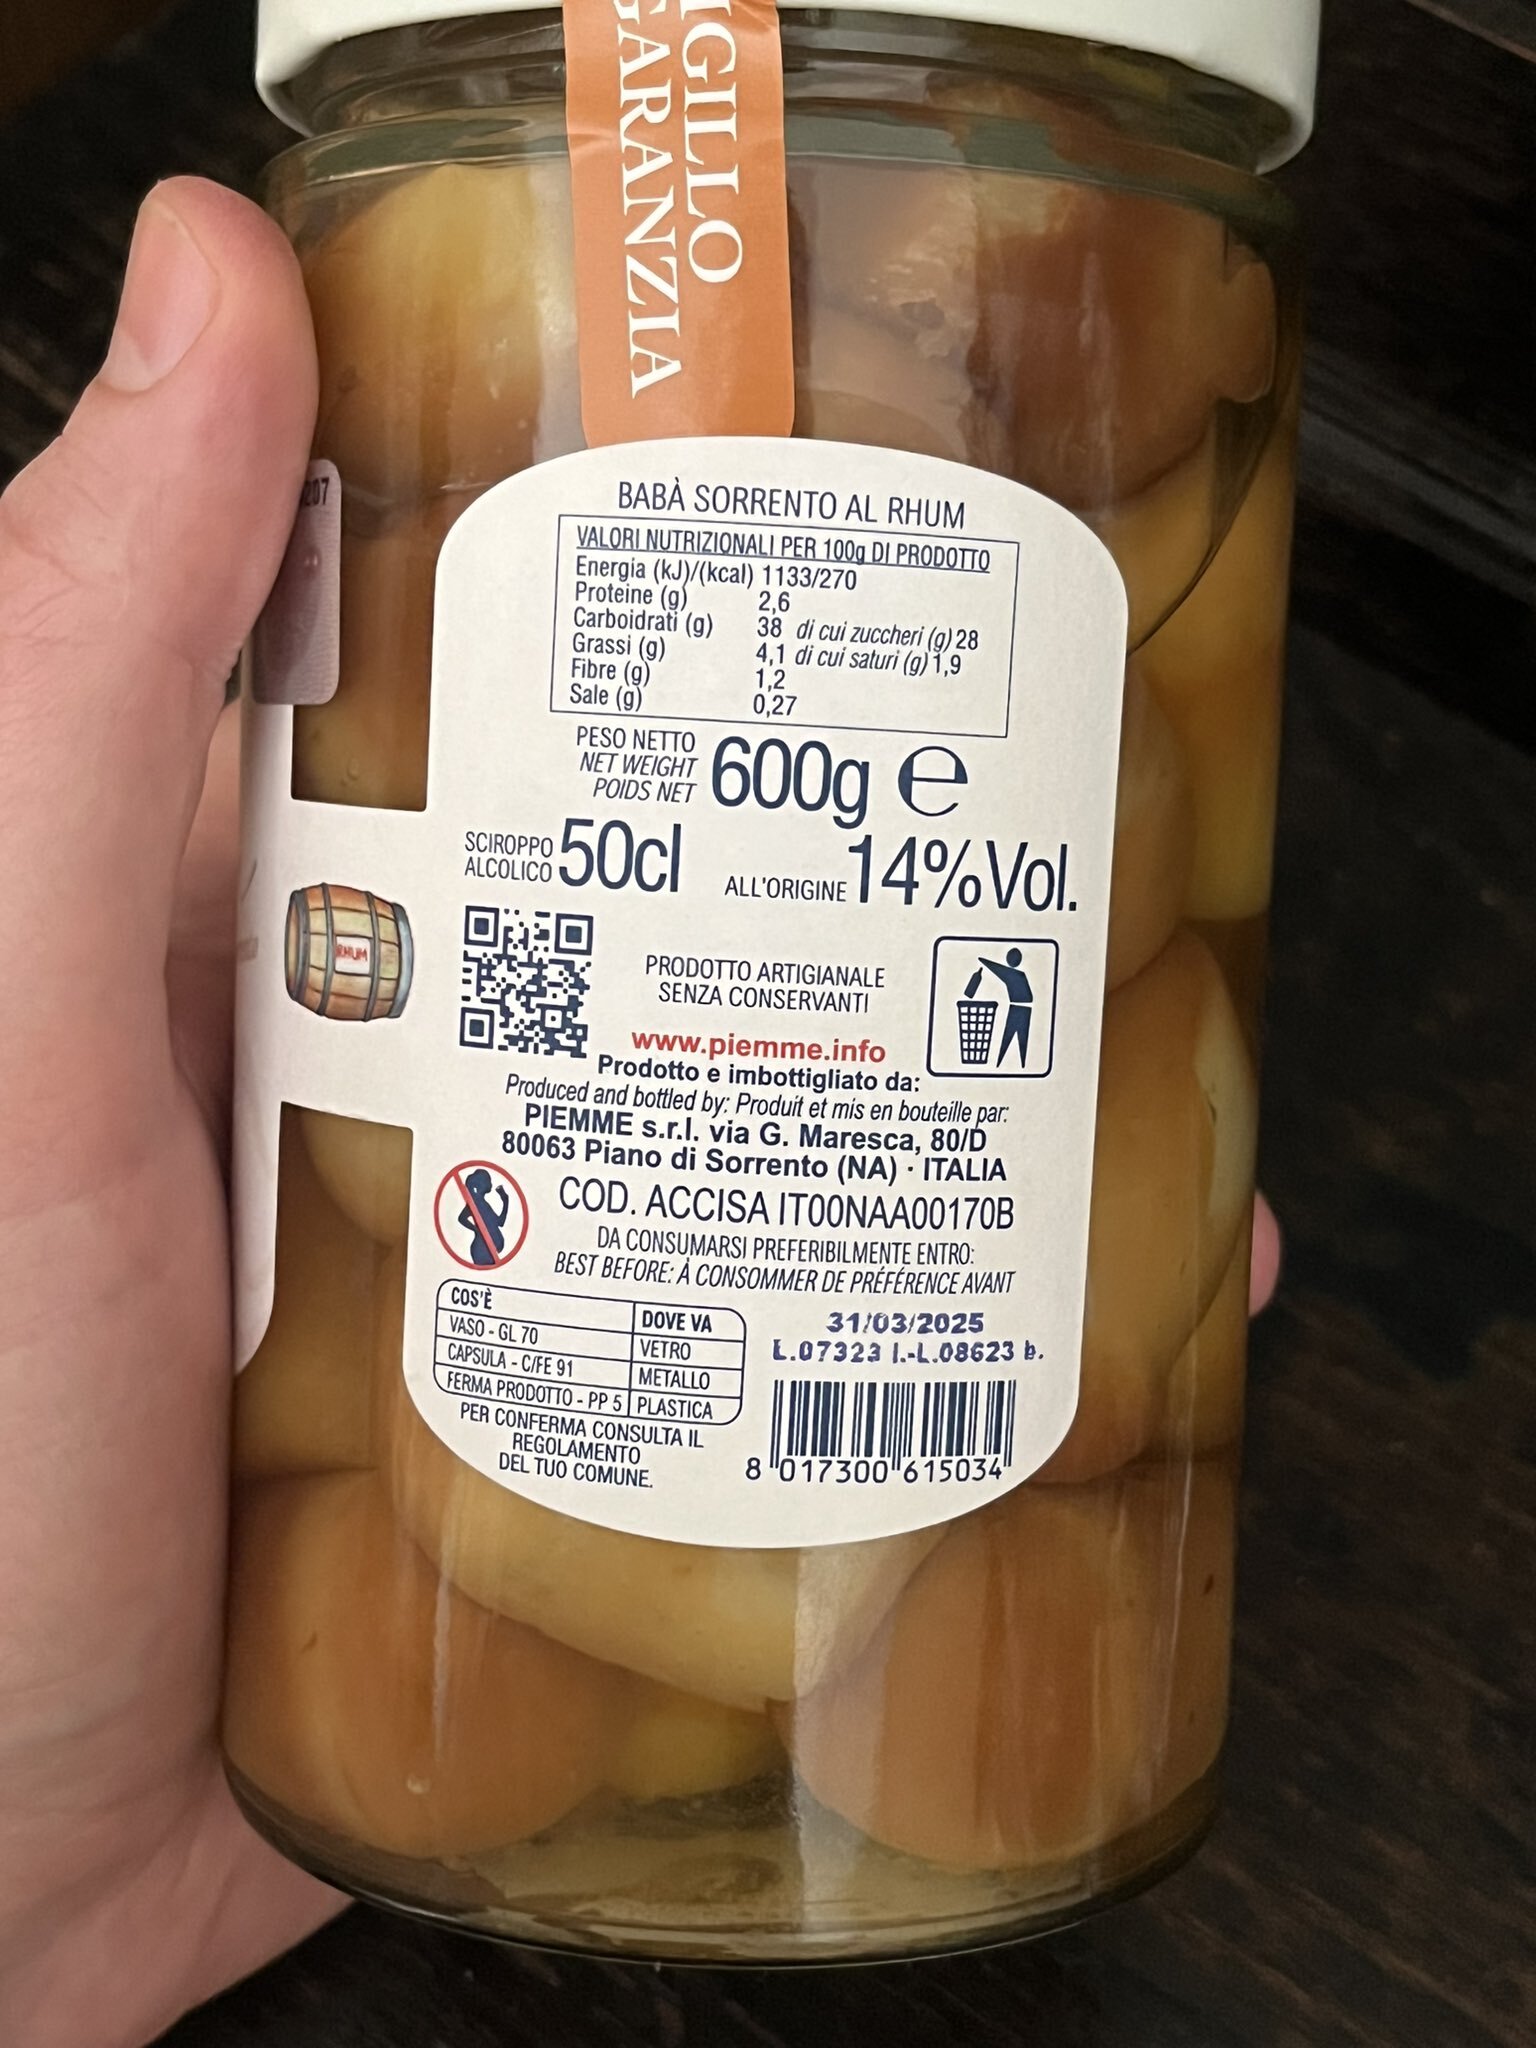 IGILLO
GARANZIA
207
RHUM
BABÀ SORRENTO AL RHUM
VALORI NUTRIZIONALI PER 100g DI PRODOTTO
Energia (kJ)/(kcal) 1133/270
Proteine (g) 2,6
Carboidrati (g) 38 di cui zuccheri (g) 28
Grassi (g) 4,1 di cui saturi (g) 1,9
Fibre (g) 1,2
Sale (g) 0,27
PESO NETTO
NET WEIGHT
POIDS NET
600g e
SCIROPPO
ALCOLICO
50cl
ALL'ORIGINE 14%Vol.
PRODOTTO ARTIGIANALE
SENZA CONSERVANTI
www.piemme.info
Prodotto e imbottigliato da:
Produced and bottled by: Produit et mis en bouteille par:
PIEMME s.r.l. via G. Maresca, 80/D
80063 Piano di Sorrento (NA) · ITALIA
COD. ACCISA IT00NAA00170B
DA CONSUMARSI PREFERIBILMENTE ENTRO:
BEST BEFORE: À CONSOMMER DE PRÉFÉRENCE AVANT
31/03/2025
L.07323 l.-L.08623 b.
COS'È DOVE VA
VASO - GL 70 VETRO
CAPSULA - C/FE 91 METALLO
FERMA PRODOTTO - PP 5 PLASTICA
PER CONFERMA CONSULTA IL
REGOLAMENTO
DEL TUO COMUNE.
8 017300 615034